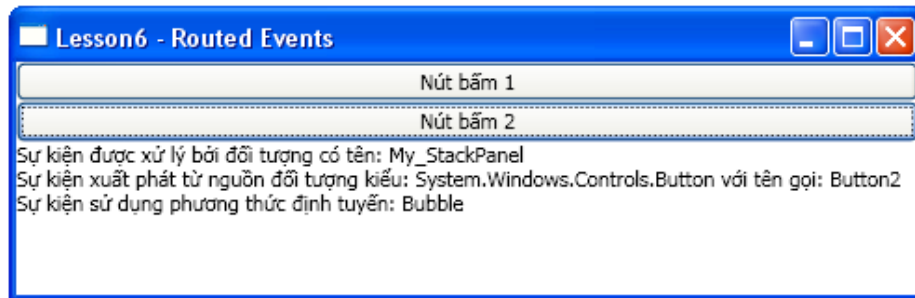 Lesson6 - Routed Events
Nút bấm 1
Nút bấm 2
Sự kiện được xử lý bởi đối tượng có tên: My_StackPanel
Sự kiện xuất phát từ nguồn đối tượng kiểu: System.Windows.Controls.Button với tên gọi: Button2
Sự kiện sử dụng phương thức định tuyến: Bubble